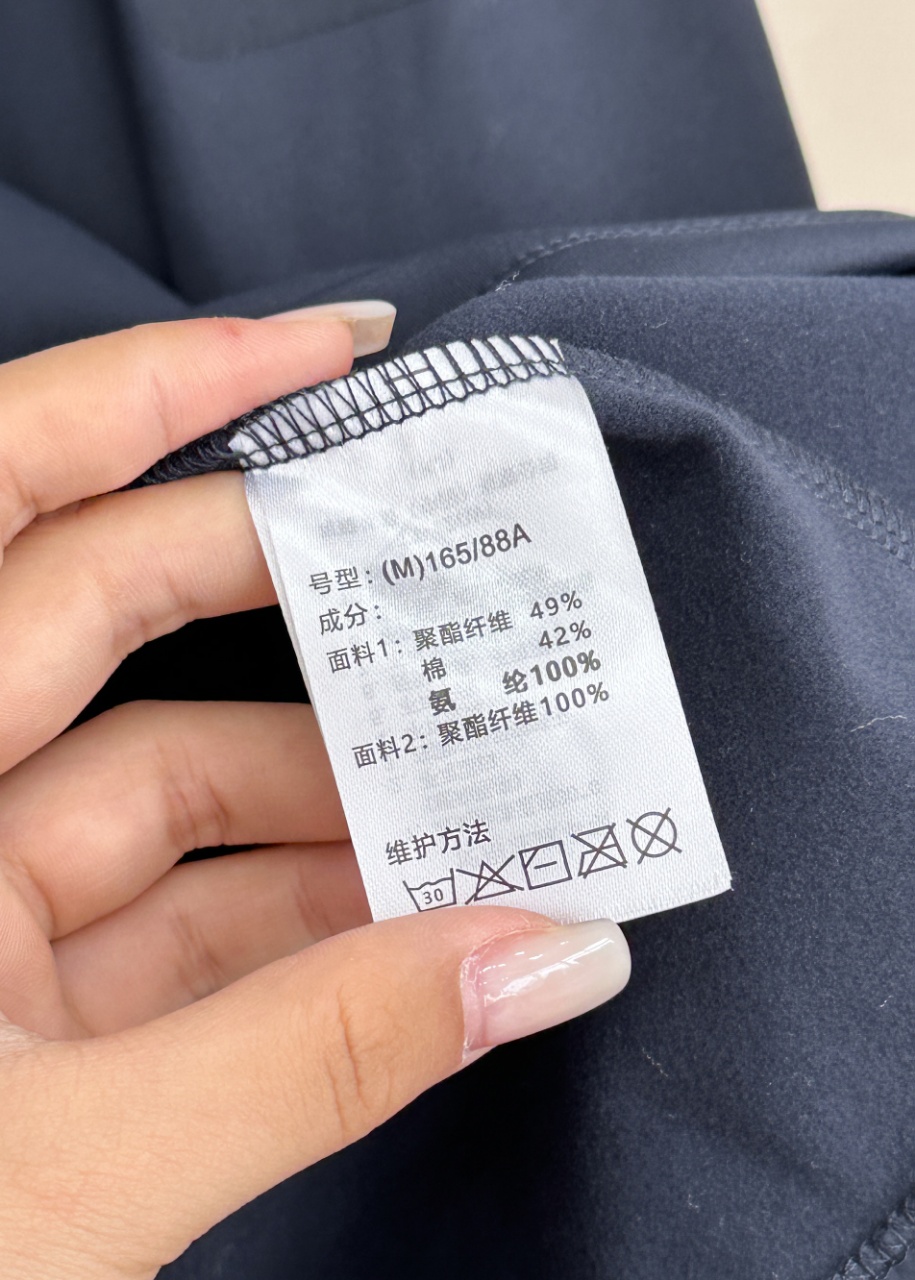 号型：(M)165/88A
成分：
面料1：聚酯纤维 49%
棉 42%
氨 纶100%
面料2：聚酯纤维100%
维护方法
30